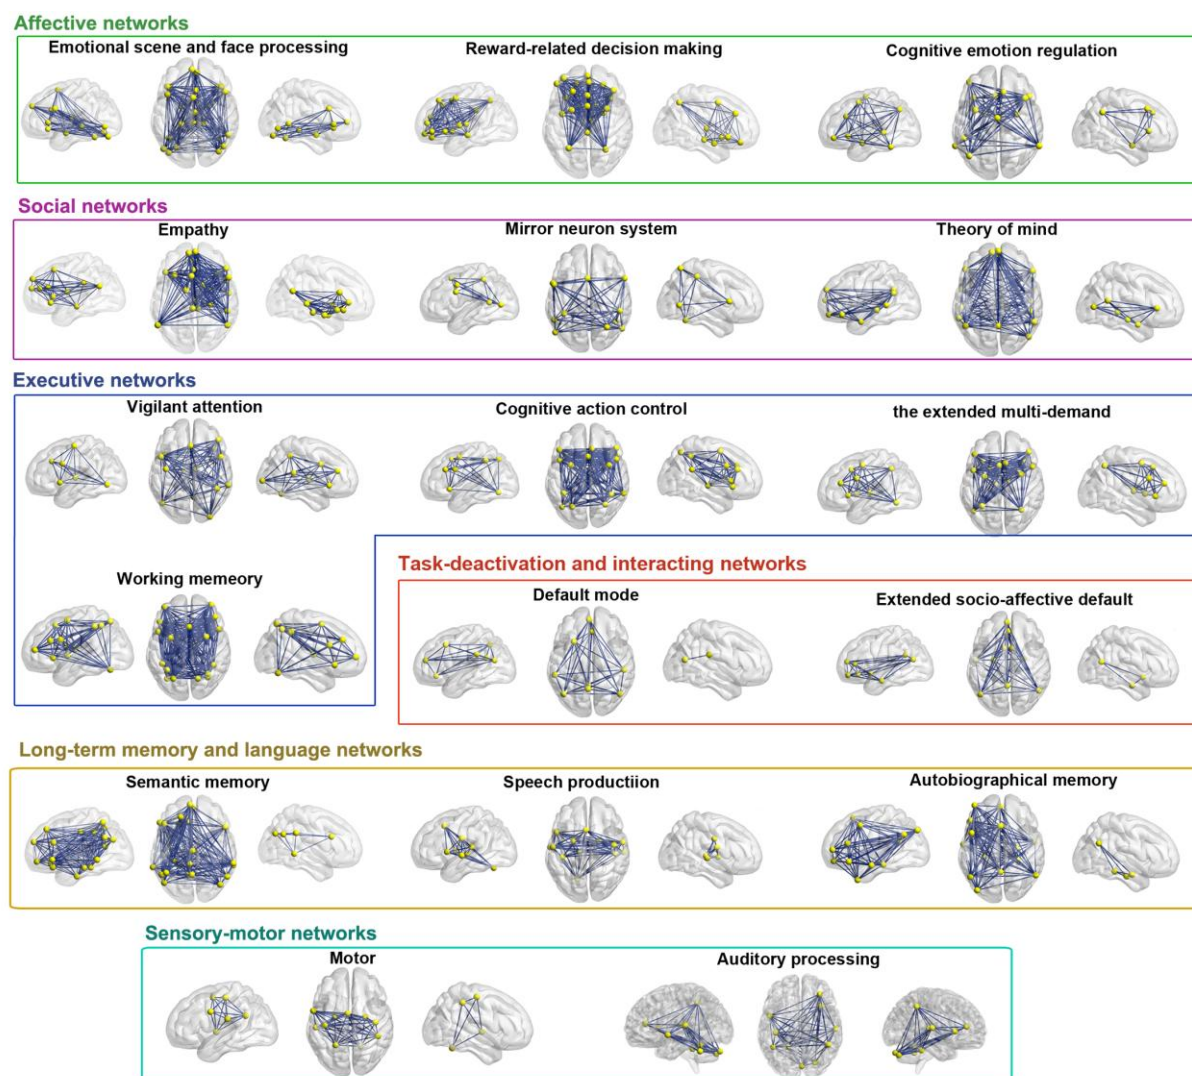 Affective networks
Emotional scene and face processing
Reward-related decision making
Cognitive emotion regulation
Social networks
Empathy
Mirror neuron system
Theory of mind
Executive networks
Vigilant attention
Cognitive action control
the extended multi-demand
Working memeory
Task-deactivation and interacting networks
Default mode
Extended socio-affective default
Long-term memory and language networks
Semantic memory
Speech productiion
Autobiographical memory
Sensory-motor networks
Motor
Auditory processing